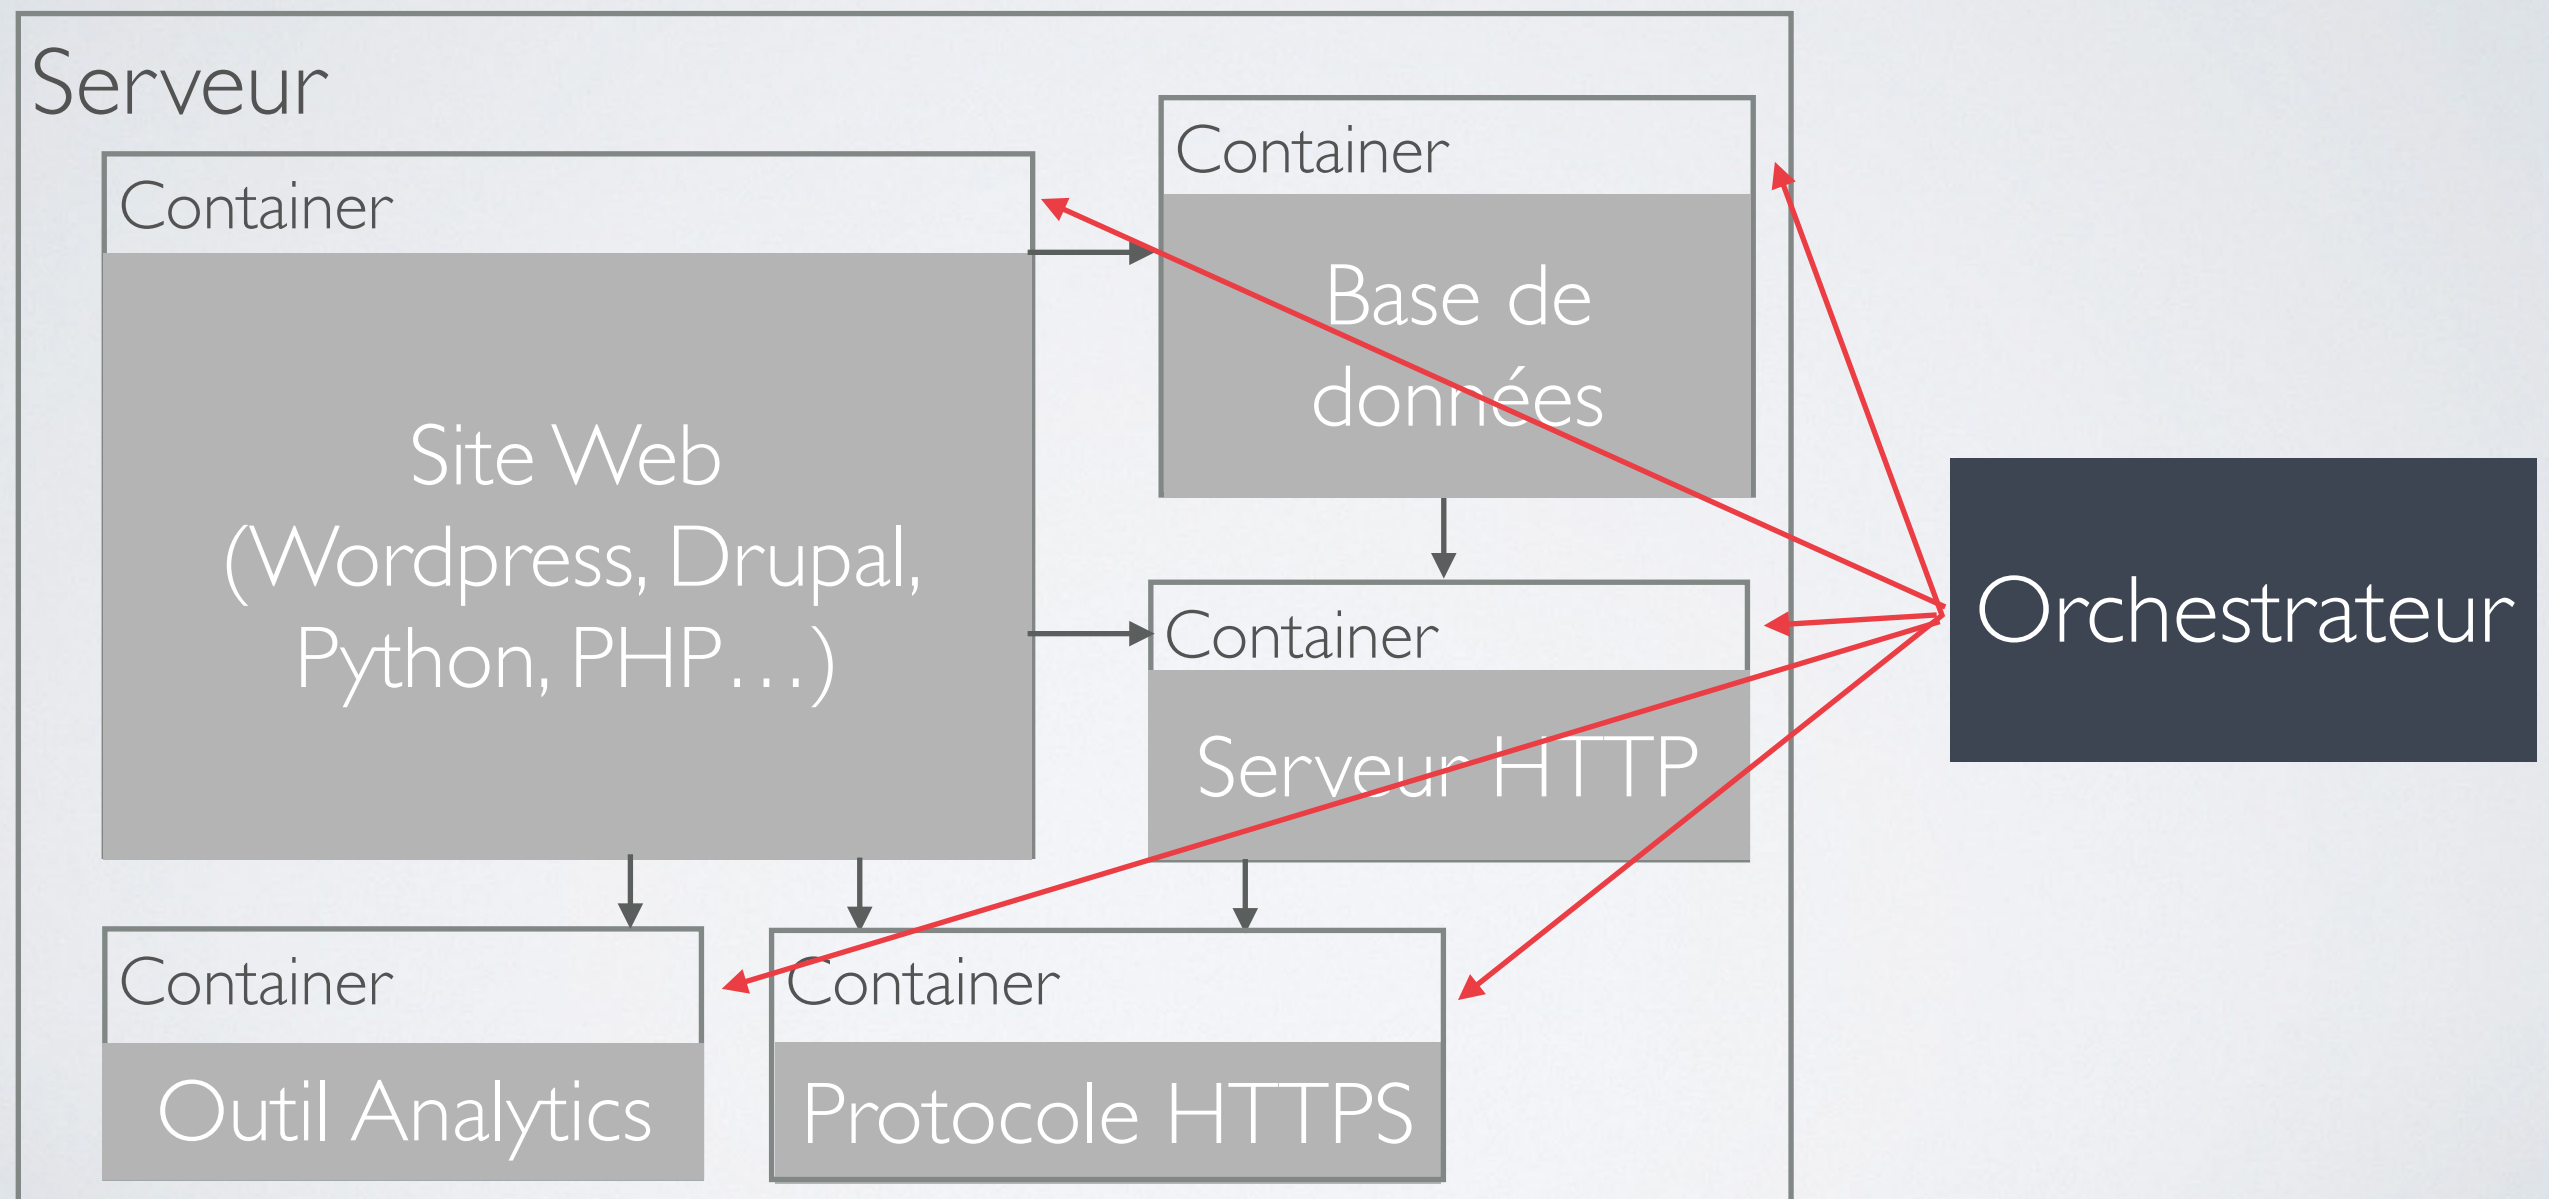 Serveur
Container
Site Web
(Wordpress, Drupal,
Python, PHP…)
Container
Base de
données
Container
Serveur HTTP
Container
Outil Analytics
Container
Protocole HTTPS
Orchestrateur